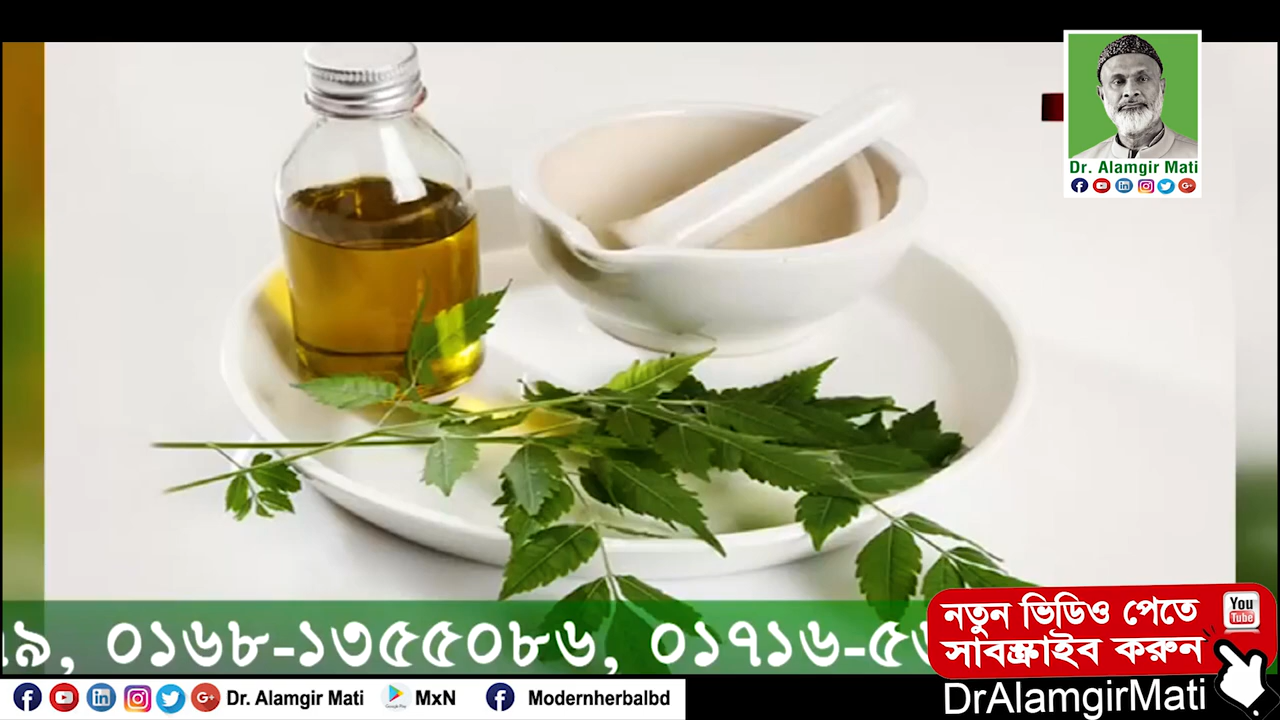 Dr. Alamgir Mati
৯, ০১৬৮-১৩৫৫০৮৬, ০১৭১৬-৫
নতুন ভিডিও পেতে
সাবস্ক্রাইব করুন
You
Tube
DrAlamgirMati
Dr. Alamgir Mati MxN Modernherbalbd